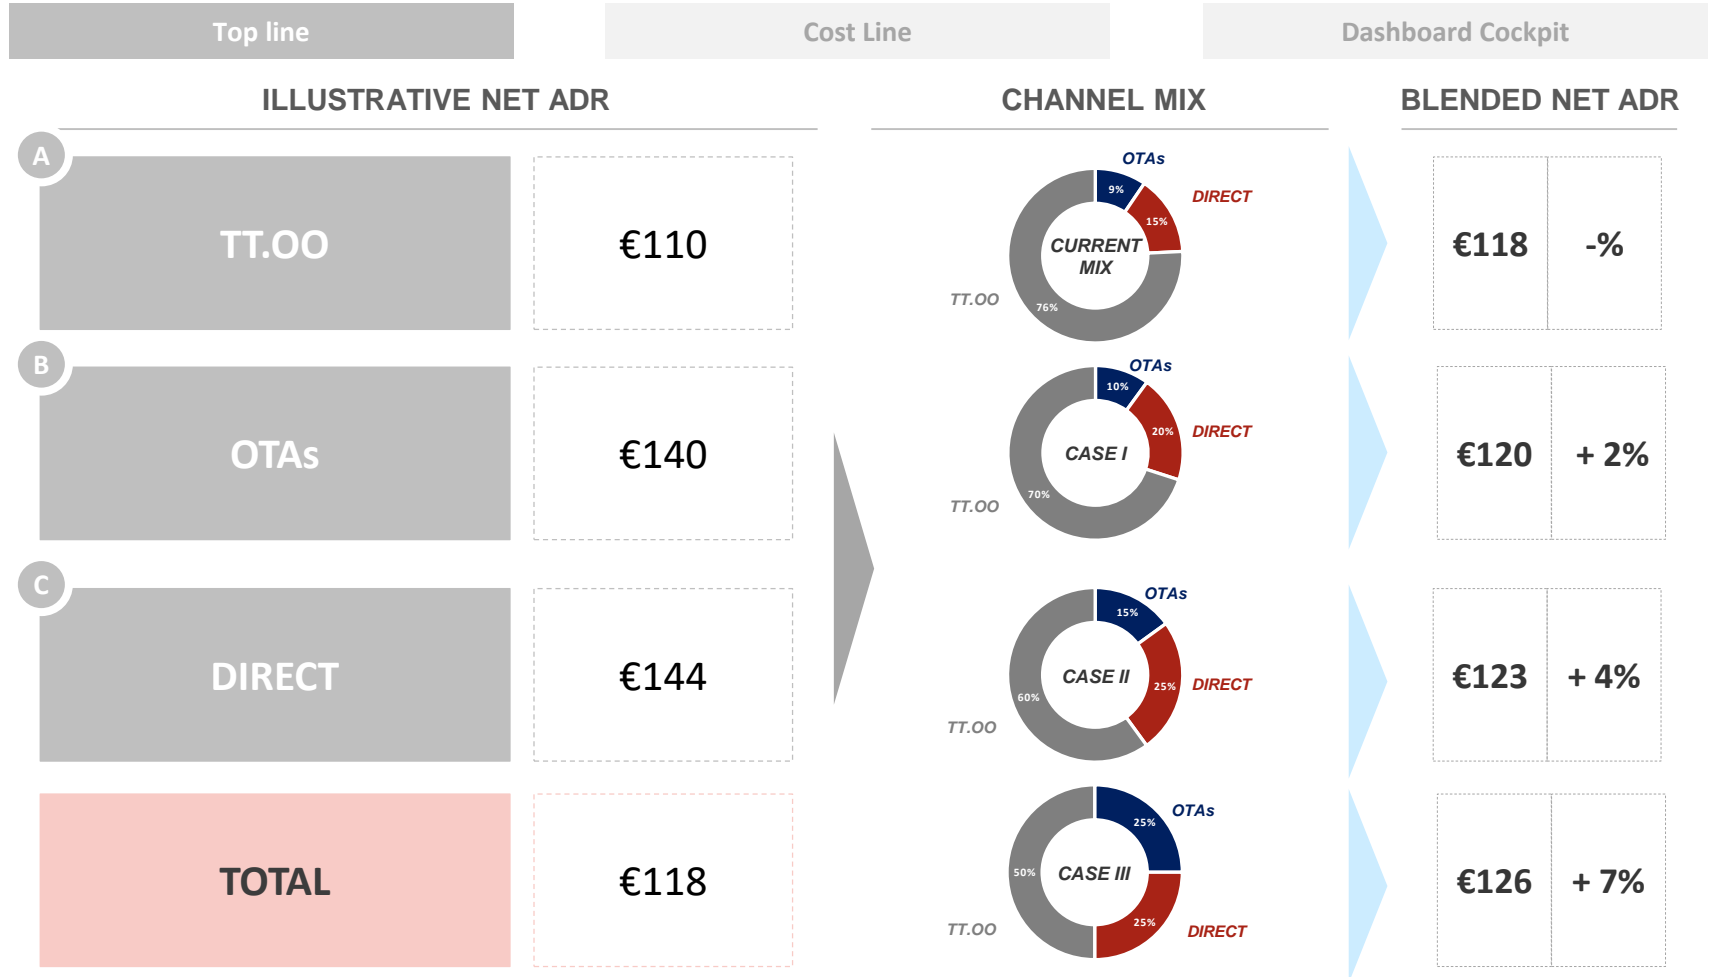 Top line
Cost Line
Dashboard Cockpit
ILLUSTRATIVE NET ADR
CHANNEL MIX
BLENDED NET ADR
A
TT.OO
€110
OTAs
9%
DIRECT
15%
CURRENT
MIX
TT.OO
76%
€118
-%
B
OTAs
€140
OTAs
10%
DIRECT
20%
CASE I
70%
TT.OO
€120
+ 2%
C
DIRECT
€144
OTAs
15%
CASE II
25%
DIRECT
60%
TT.OO
€123
+ 4%
TOTAL
€118
OTAs
25%
50%
CASE III
25%
TT.OO
DIRECT
€126
+ 7%